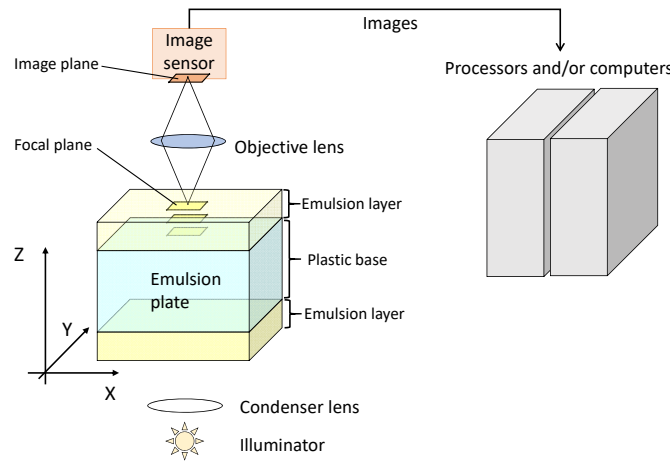 Image
sensor
Images
Image plane
Processors and/or computers
Focal plane
Objective lens
Emulsion layer
Z
Plastic base
Emulsion
plate
Y
Emulsion layer
X
Condenser lens
Illuminator